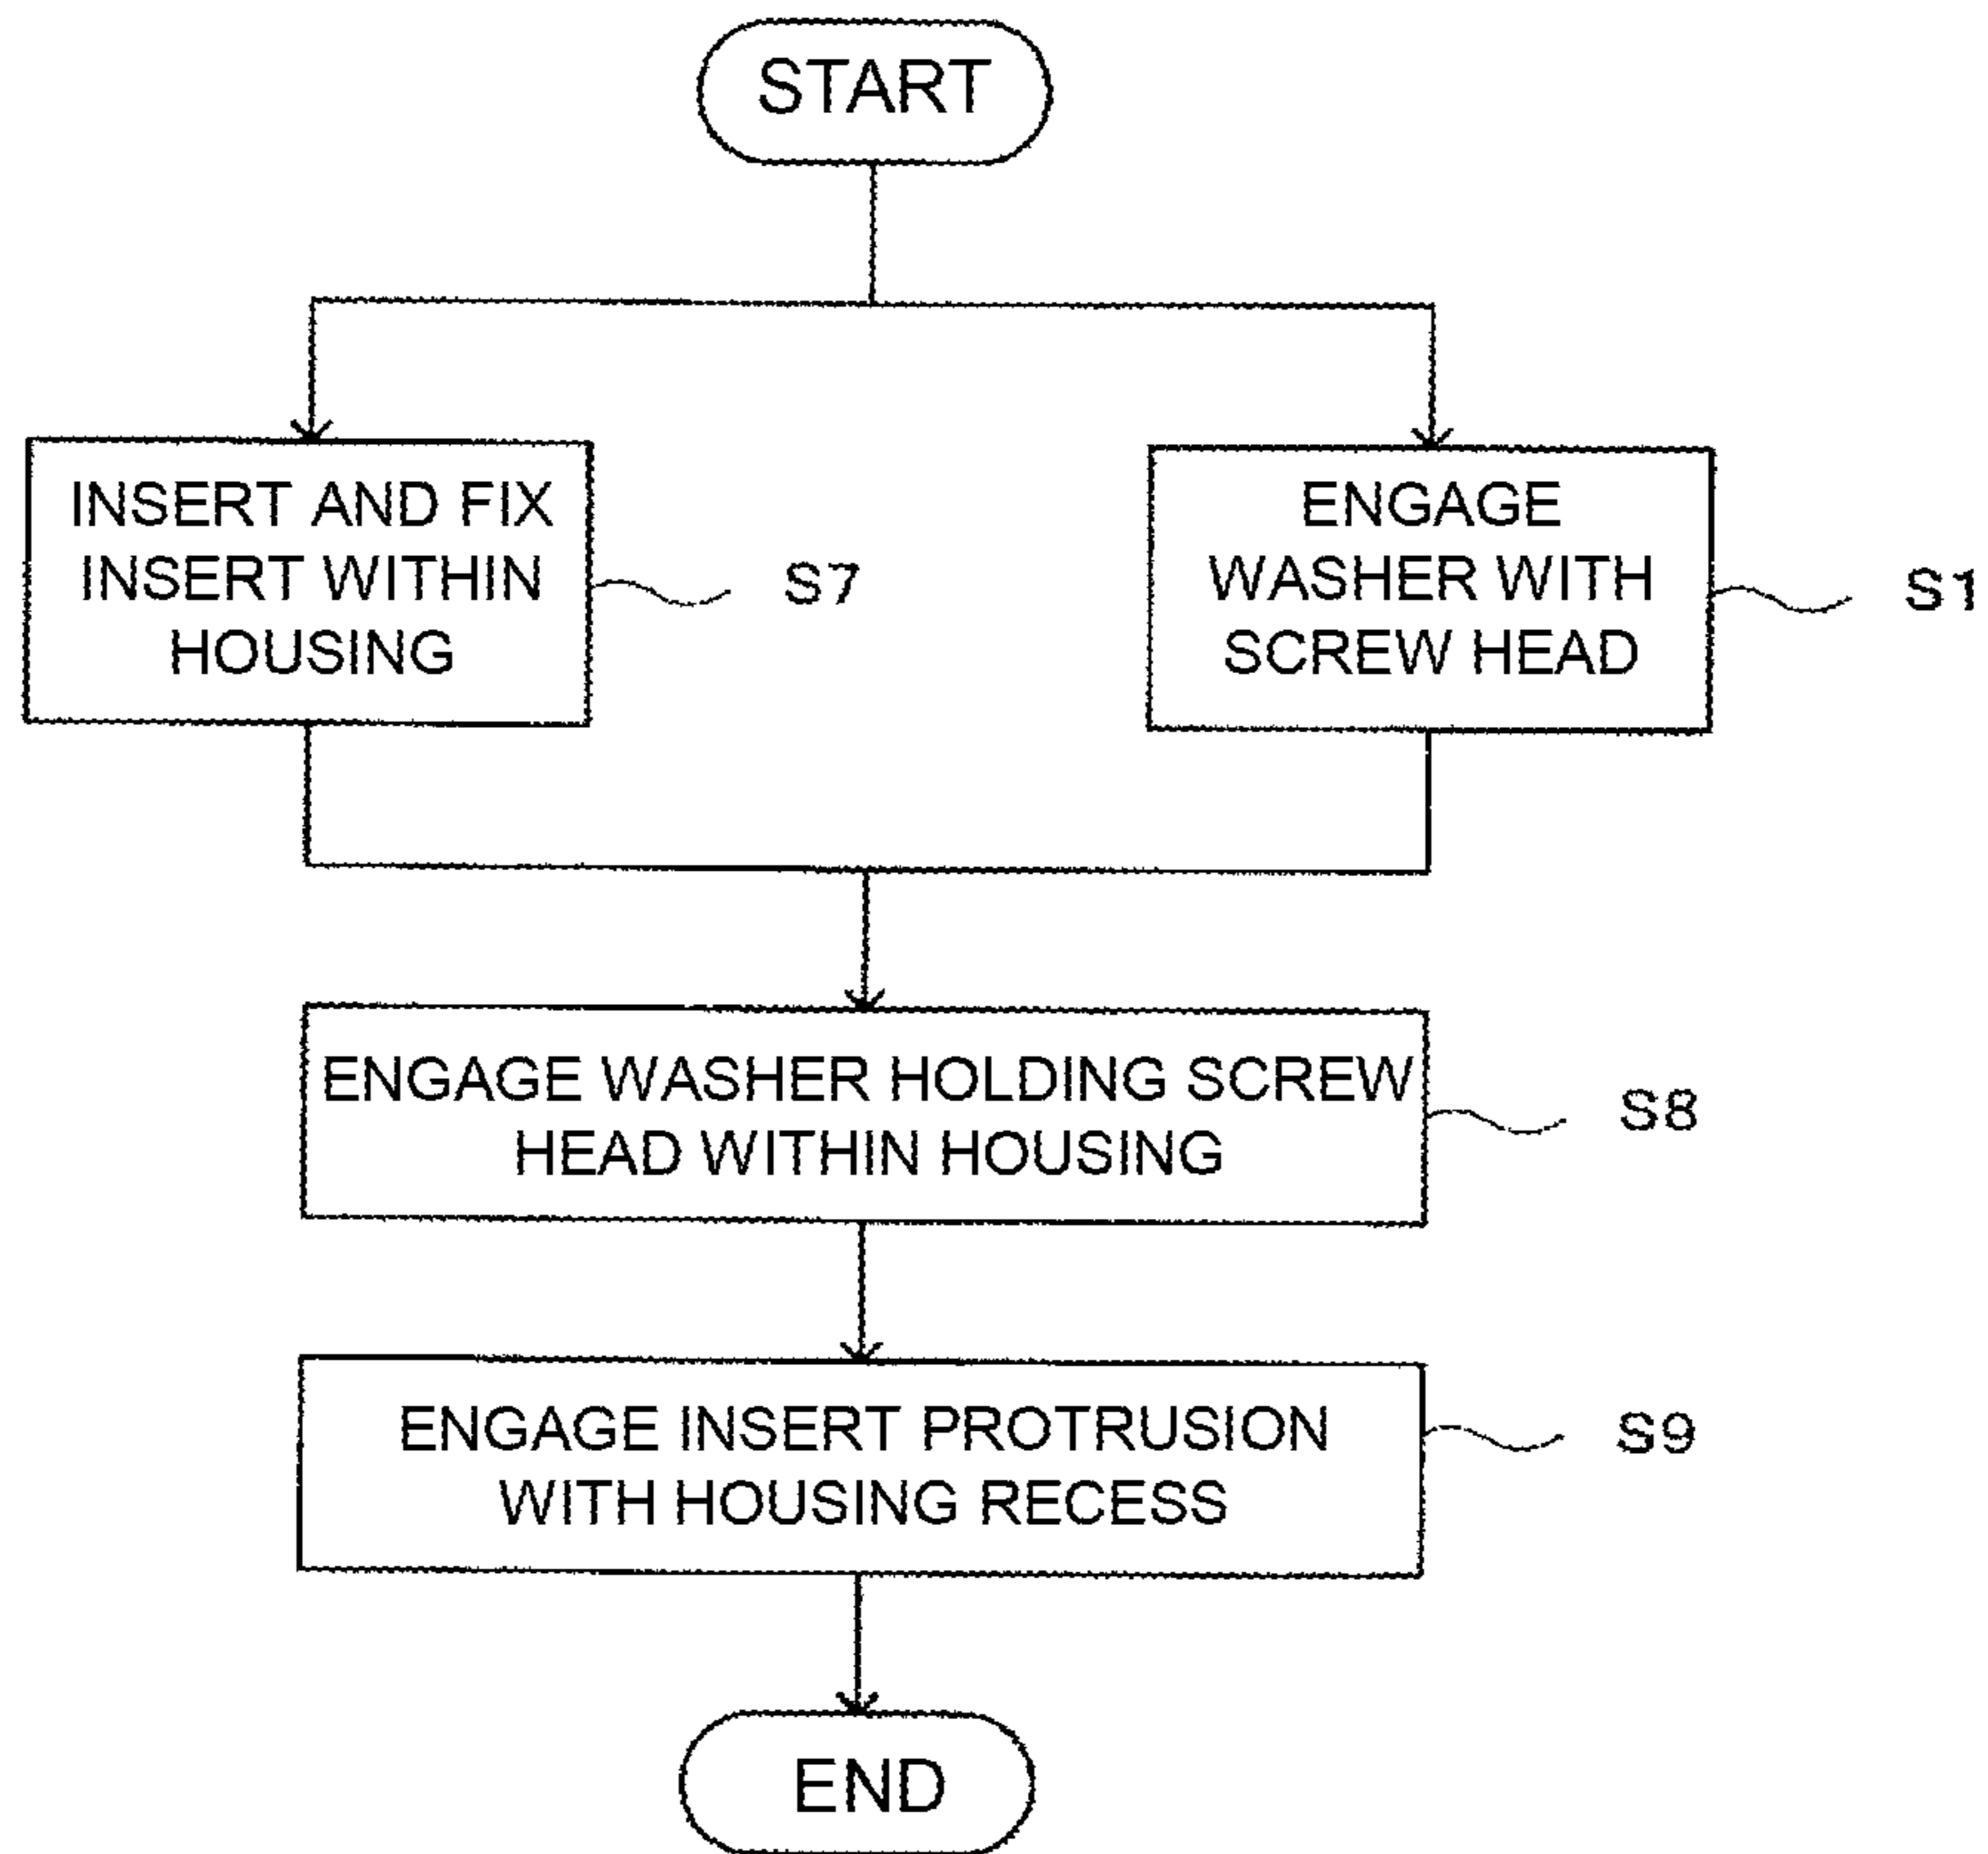 START
INSERT AND FIX
INSERT WITHIN
HOUSING
S7
ENGAGE
WASHER WITH
SCREW HEAD
S1
ENGAGE WASHER HOLDING SCREW
HEAD WITHIN HOUSING
S8
ENGAGE INSERT PROTRUSION
WITH HOUSING RECESS
S9
END